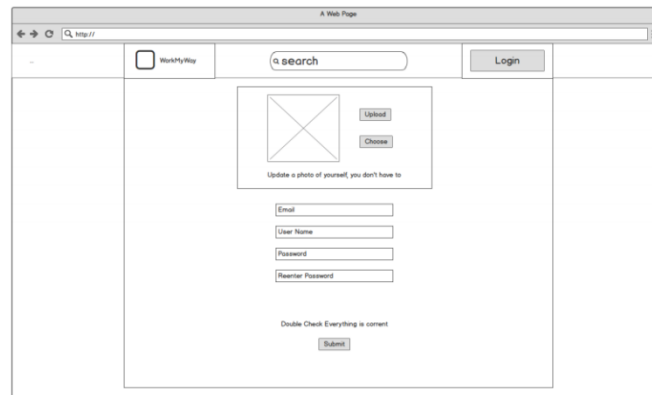 A Web Page
http://
WorkMyWay
search
Login
Upload
Choose
Update a photo of yourself, you don't have to
Email
User Name
Password
Reenter Password
Double Check Everything is corrent
Submit